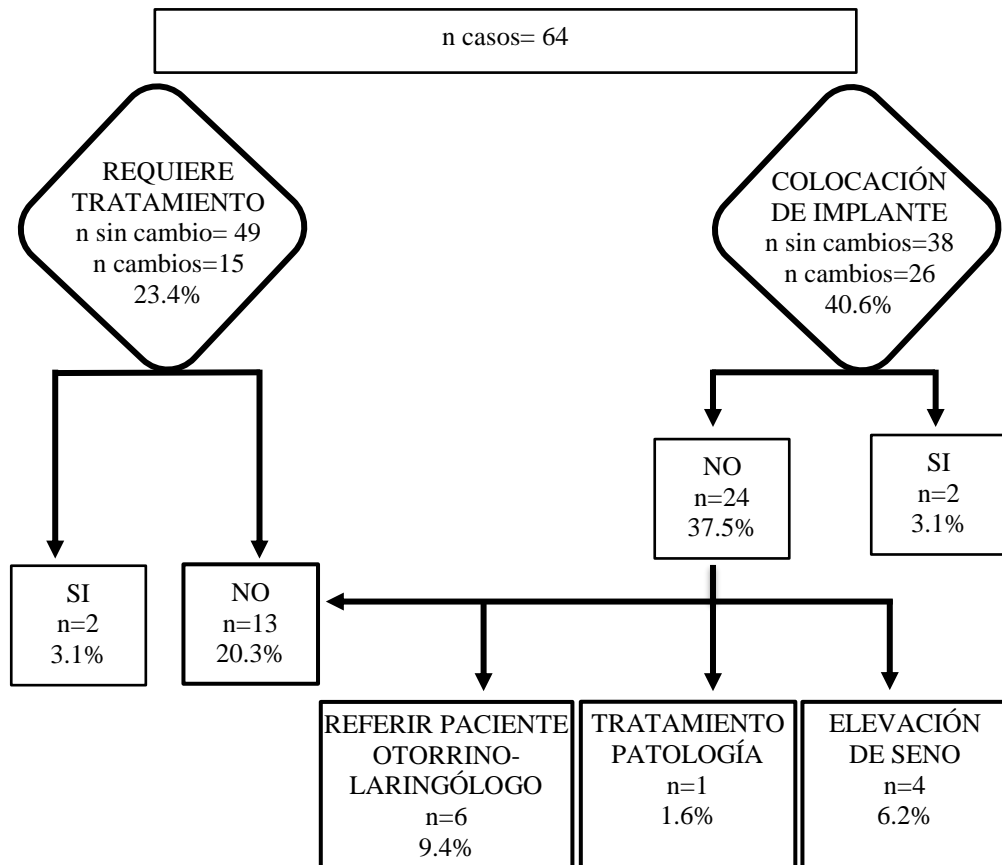 n casos= 64
REQUIERE
TRATAMIENTO
n sin cambio= 49
n cambios=15
23.4%
COLOCACIÓN
DE IMPLANTE
n sin cambios=38
n cambios=26
40.6%
NO
n=24
37.5%
SI
n=2
3.1%
SI
n=2
3.1%
NO
n=13
20.3%
REFERIR PACIENTE
OTORRINO-
LARINGÓLOGO
n=6
9.4%
TRATAMIENTO
PATOLOGÍA
n=1
1.6%
ELEVACIÓN
DE SENO
n=4
6.2%